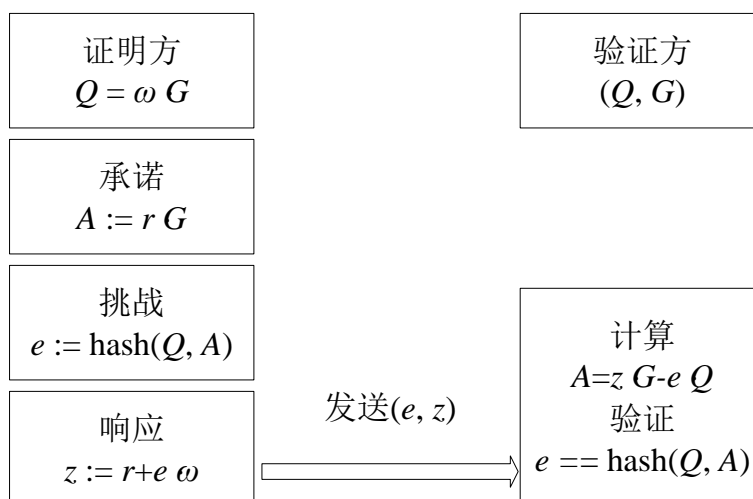 证明方
Q = ω G
承诺
A := r G
挑战
e := hash(Q, A)
响应
z := r+e ω
发送(e, z)
验证方
(Q, G)
计算
A=z G-e Q
验证
e == hash(Q, A)